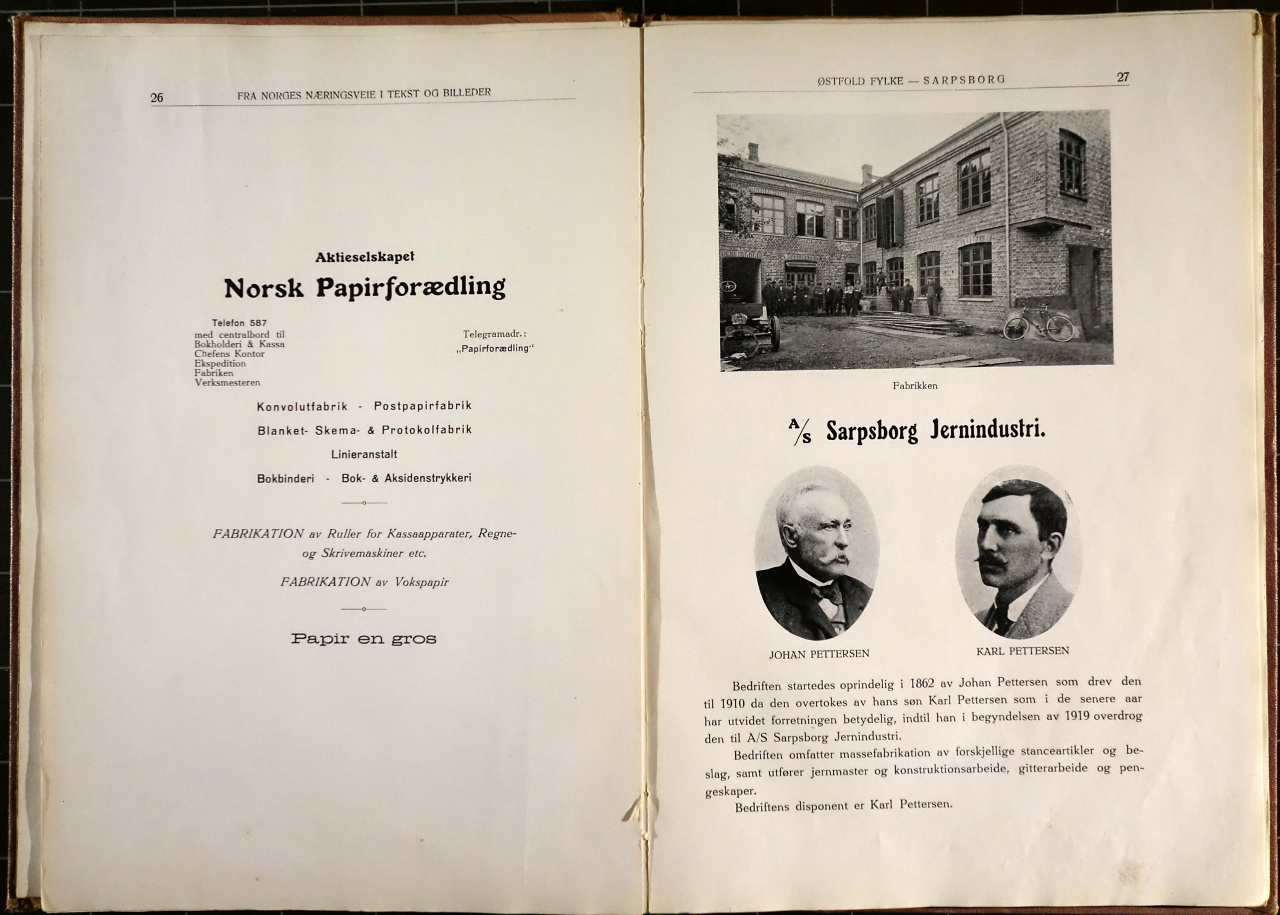 26
FRA NORGES NÆRINGSVEIE I TEKST OG BILLEDER
Aktieselskapet
Norsk Papirforædling
Telefon 587
med centralbord til
Bokholderi & Kassa
Chefens Kontor
Ekspedition
Fabriken
Verksmesteren
Telegramadr.:
„Papirforædling"
Konvolutfabrik - Postpapirfabrik
Blanket- Skema- & Protokolfabrik
Linieranstalt
Bokbinderi - Bok- & Aksidenstrykkeri
FABRIKATION av Ruller for Kassaapparater, Regne-
og Skrivemaskiner etc.
FABRIKATION av Vokspapir
Papir en gros
ØSTFOLD FYLKE — SARPSBORG
27
Fabrikken
A/S Sarpsborg Jernindustri.
JOHAN PETTERSEN
KARL PETTERSEN
Bedriften startedes oprindelig i 1862 av Johan Pettersen som drev den
til 1910 da den overtokes av hans søn Karl Pettersen som i de senere aar
har utvidet forretningen betydelig, indtil han i begyndelsen av 1919 overdrog
den til A/S Sarpsborg Jernindustri.
Bedriften omfatter massefabrikation av forskjellige stanceartikler og be-
slag, samt utfører jernmaster og konstruktionsarbeide, gitterarbeide og pen-
geskaper.
Bedriftens disponent er Karl Pettersen.